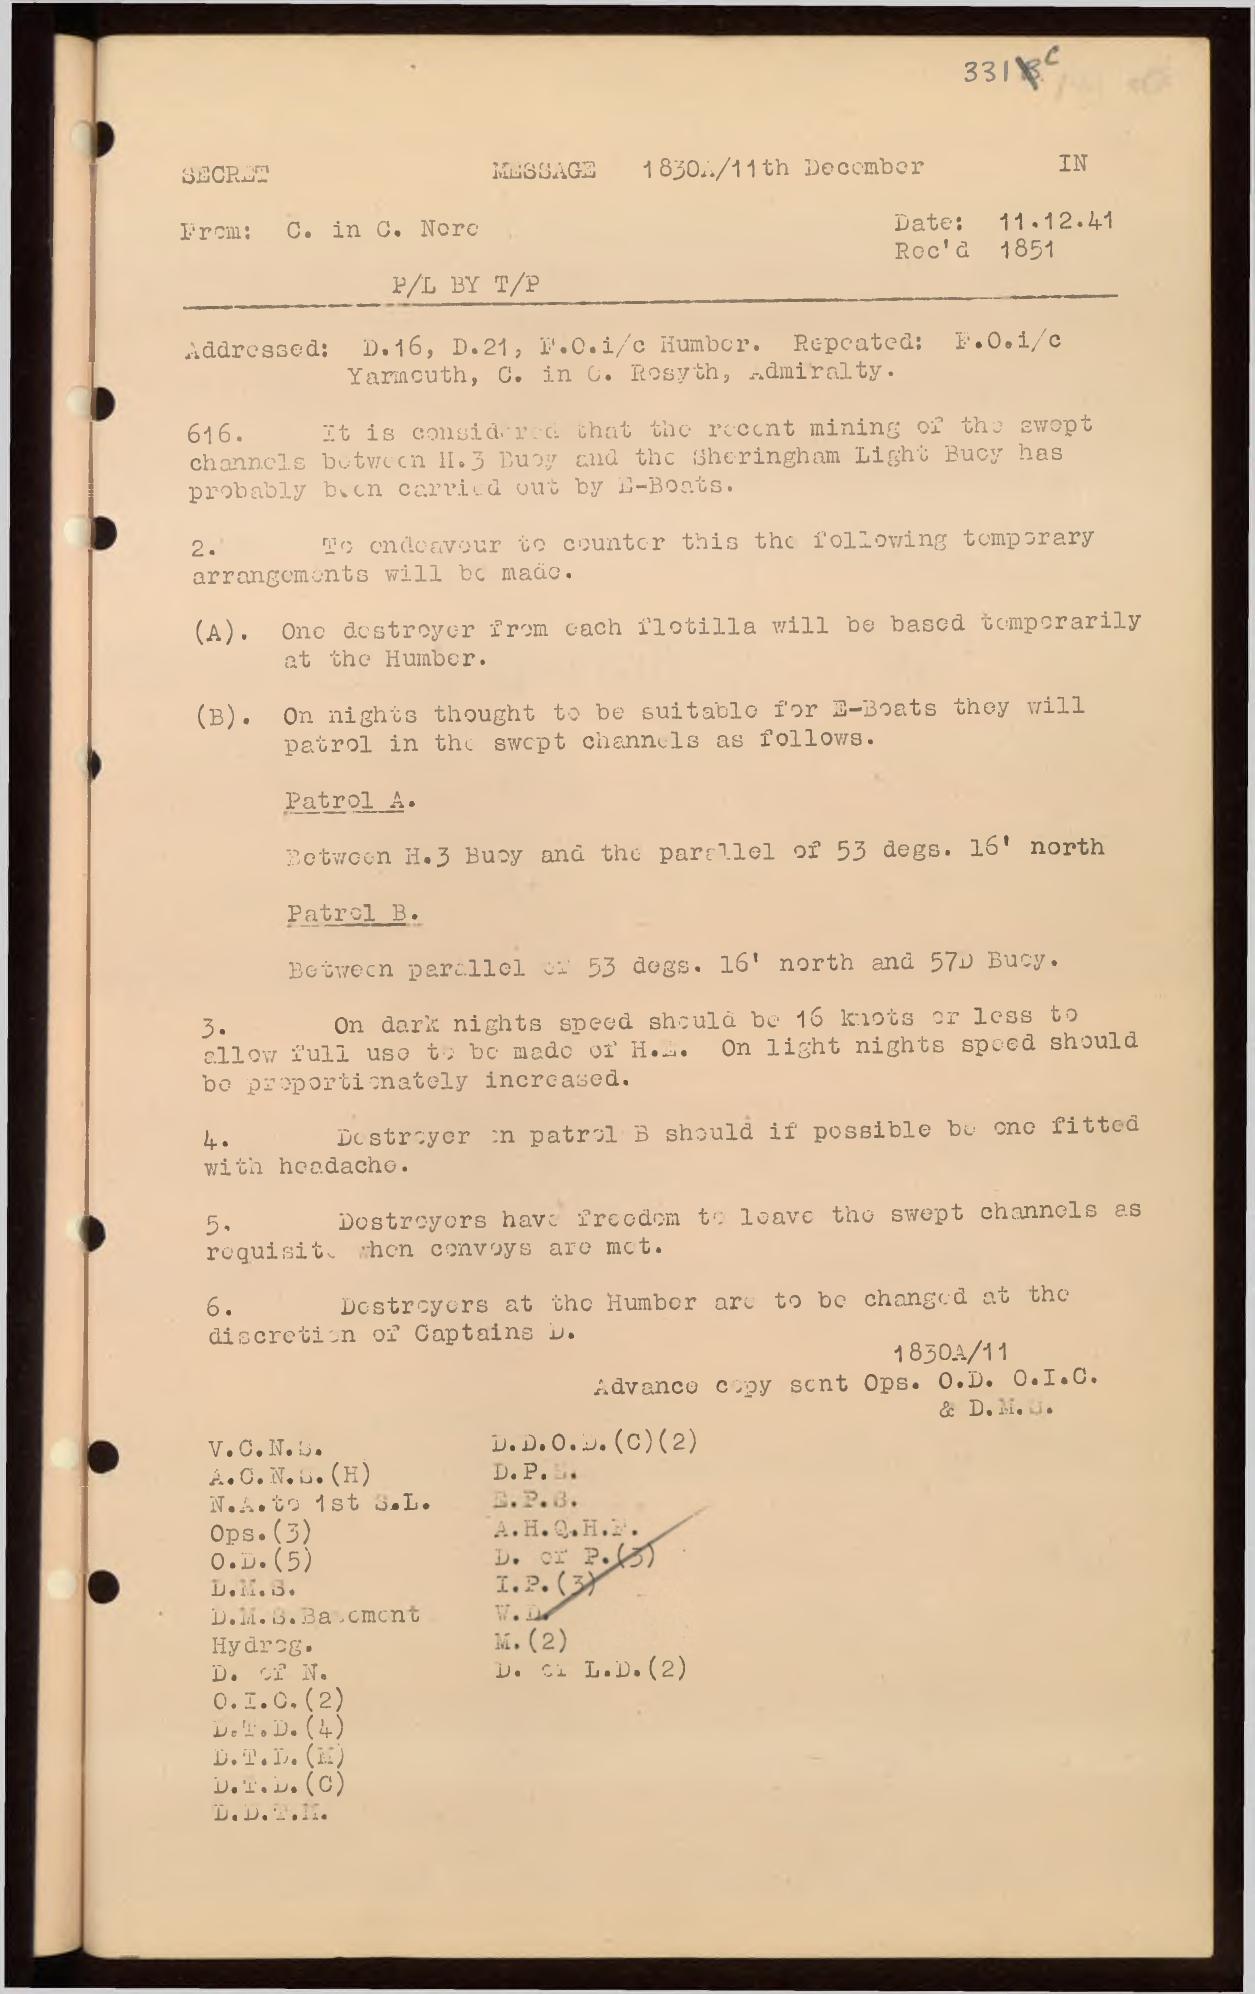 331 C
SECRET MESSAGE 1830A/11th December IN
From: C. in C. Nore Date: 11.12.41
Rec'd 1851
P/L BY T/P
Addressed: D.16, D.21, F.O.i/c Humber. Repeated: F.O.i/c
Yarmouth, C. in C. Rosyth, Admiralty.
616. It is considered that the recent mining of the swept
channels between H.3 Buoy and the Sheringham Light Buoy has
probably been carried out by E-Boats.
2. To endeavour to counter this the following temporary
arrangements will be made.
(A). One destroyer from each flotilla will be based temporarily
at the Humber.
(B). On nights thought to be suitable for E-Boats they will
patrol in the swept channels as follows.
Patrol A.
Between H.3 Buoy and the parallel of 53 degs. 16' north
Patrol B.
Between parallel of 53 degs. 16' north and 57D Buoy.
3. On dark nights speed should be 16 knots or less to
allow full use to be made of H.E. On light nights speed should
be proportionately increased.
4. Destroyer on patrol B should if possible be one fitted
with headache.
5. Destroyers have freedom to leave the swept channels as
requisite when convoys are met.
6. Destroyers at the Humber are to be changed at the
discretion of Captains D.
1830A/11
Advance copy sent Ops. O.D. O.I.C.
& D.M.S.
V.C.N.S. D.D.O.D.(C)(2)
A.C.N.S.(H) D.P.S.
N.A.to 1st S.L. E.P.S.
Ops.(3) A.H.Q.H.F.
O.D.(5) D. of P.(3)
D.M.S. I.P.(3)
D.M.S.Basement W.D.
Hydrog. M.(2)
D. of N. D. of L.D.(2)
O.I.C.(2)
D.T.D.(4)
D.T.D.(M)
D.T.D.(C)
D.D.T.M.